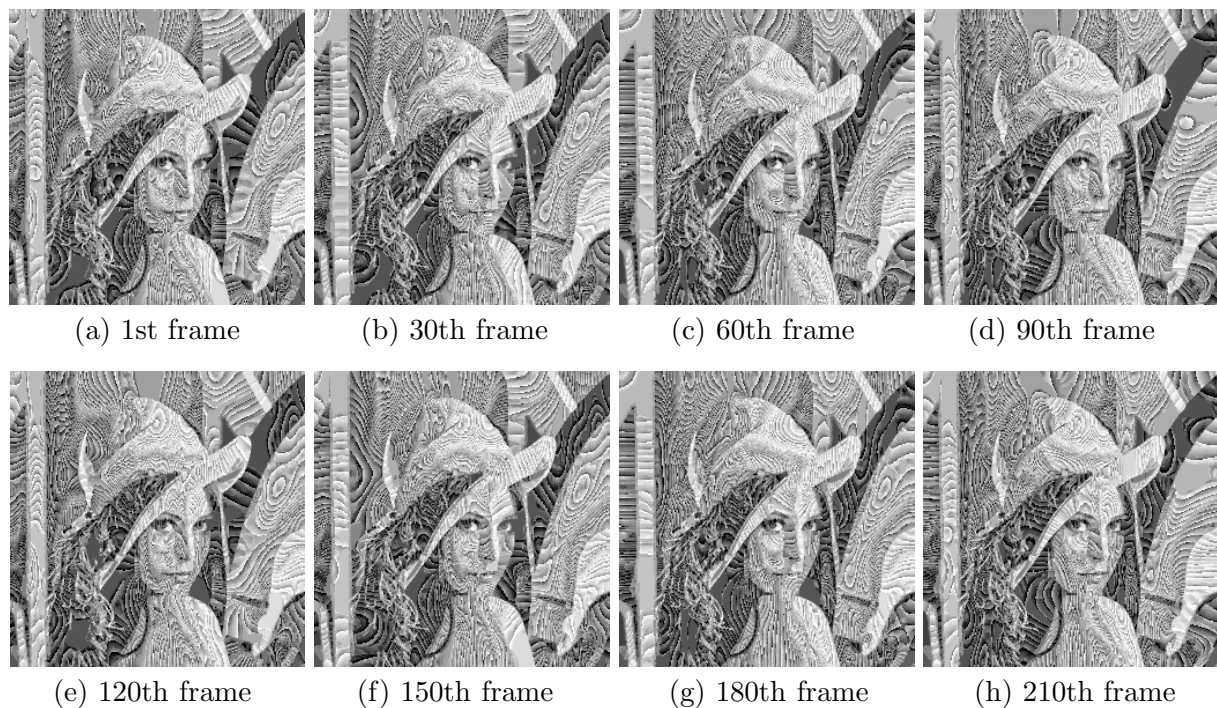 (a) 1st frame
(b) 30th frame
(c) 60th frame
(d) 90th frame
(e) 120th frame
(f) 150th frame
(g) 180th frame
(h) 210th frame